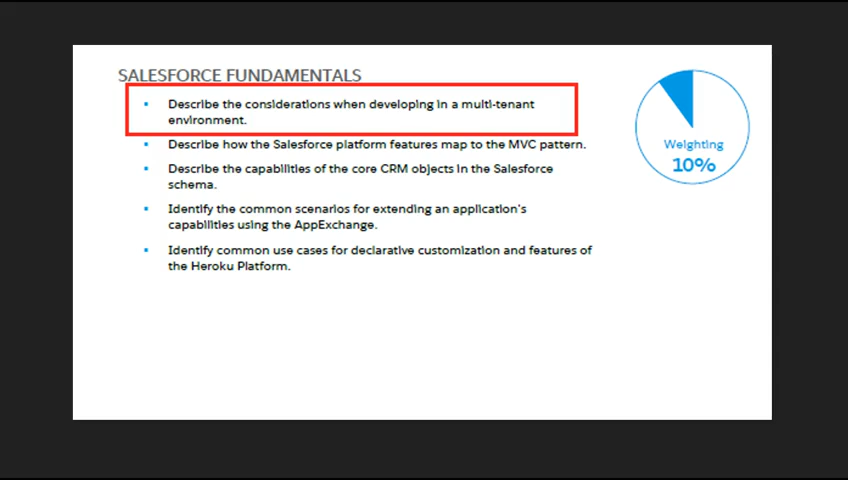 SALESFORCE FUNDAMENTALS
Describe the considerations when developing in a multi-tenant
environment.
Describe how the Salesforce platform features map to the MVC pattern.
Describe the capabilities of the core CRM objects in the Salesforce
schema.
Identify the common scenarios for extending an application's
capabilities using the AppExchange.
Identify common use cases for declarative customization and features of
the Heroku Platform.
Weighting
10%